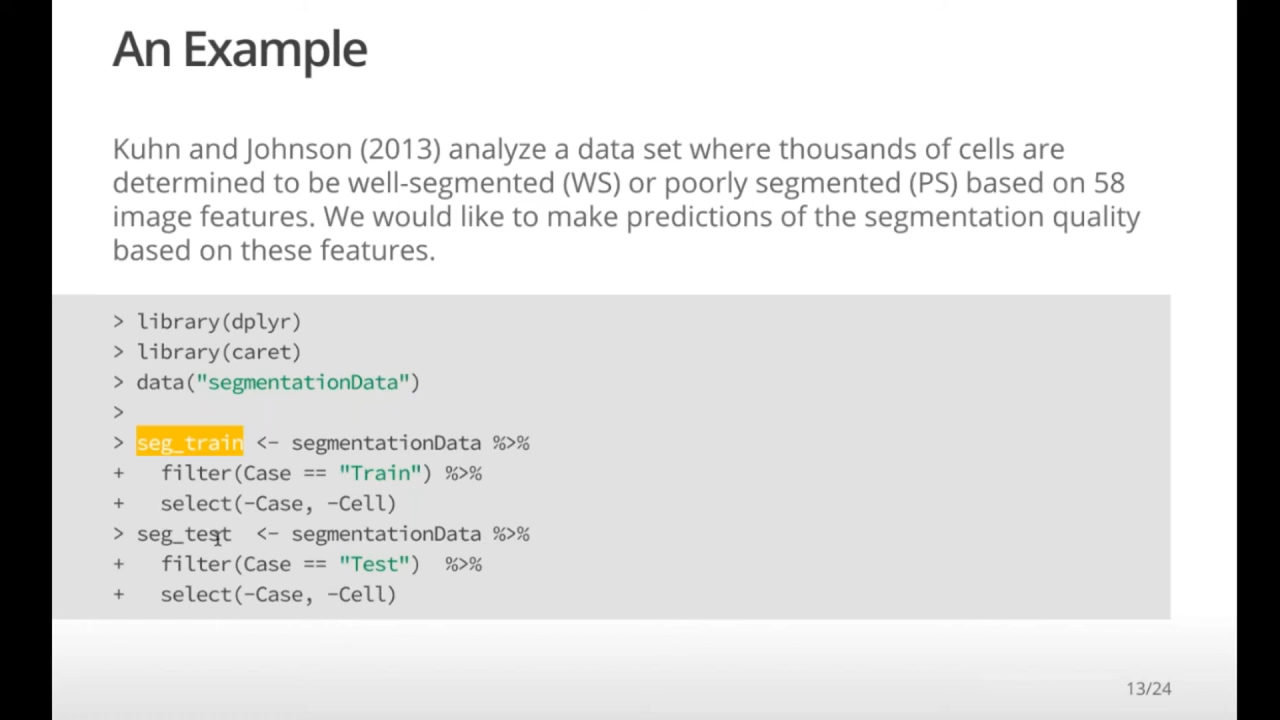 An Example
Kuhn and Johnson (2013) analyze a data set where thousands of cells are
determined to be well-segmented (WS) or poorly segmented (PS) based on 58
image features. We would like to make predictions of the segmentation quality
based on these features.
> library(dplyr)
> library(caret)
> data("segmentationData")
>
> seg_train <- segmentationData %>%
+   filter(Case == "Train") %>%
+   select(-Case, -Cell)
> seg_test  <- segmentationData %>%
+   filter(Case == "Test")  %>%
+   select(-Case, -Cell)
13/24